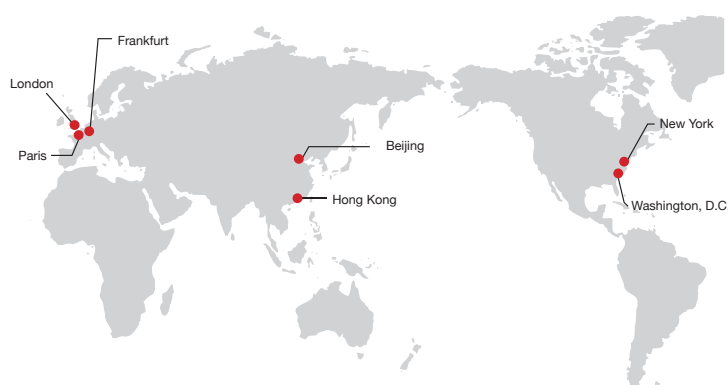 Frankfurt
London
New York
Beijing
Paris
Hong Kong
Washington, D.C